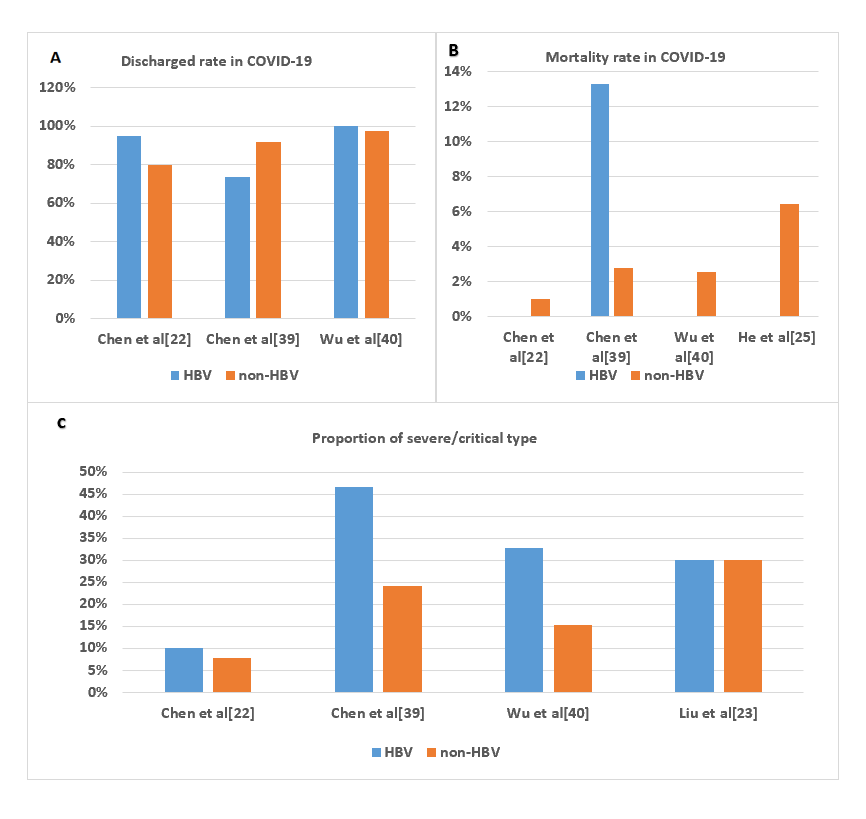 A
Discharged rate in COVID-19
120%
100%
80%
60%
40%
20%
0%
Chen et al[22] Chen et al[39] Wu et al[40]
HBV non-HBV
B
Mortality rate in COVID-19
14%
12%
10%
8%
6%
4%
2%
0%
Chen et Chen et Wu et He et al[25]
al[22] al[39] al[40]
HBV non-HBV
C
Proportion of severe/critical type
50%
45%
40%
35%
30%
25%
20%
15%
10%
5%
0%
Chen et al[22] Chen et al[39] Wu et al[40] Liu et al[23]
HBV non-HBV